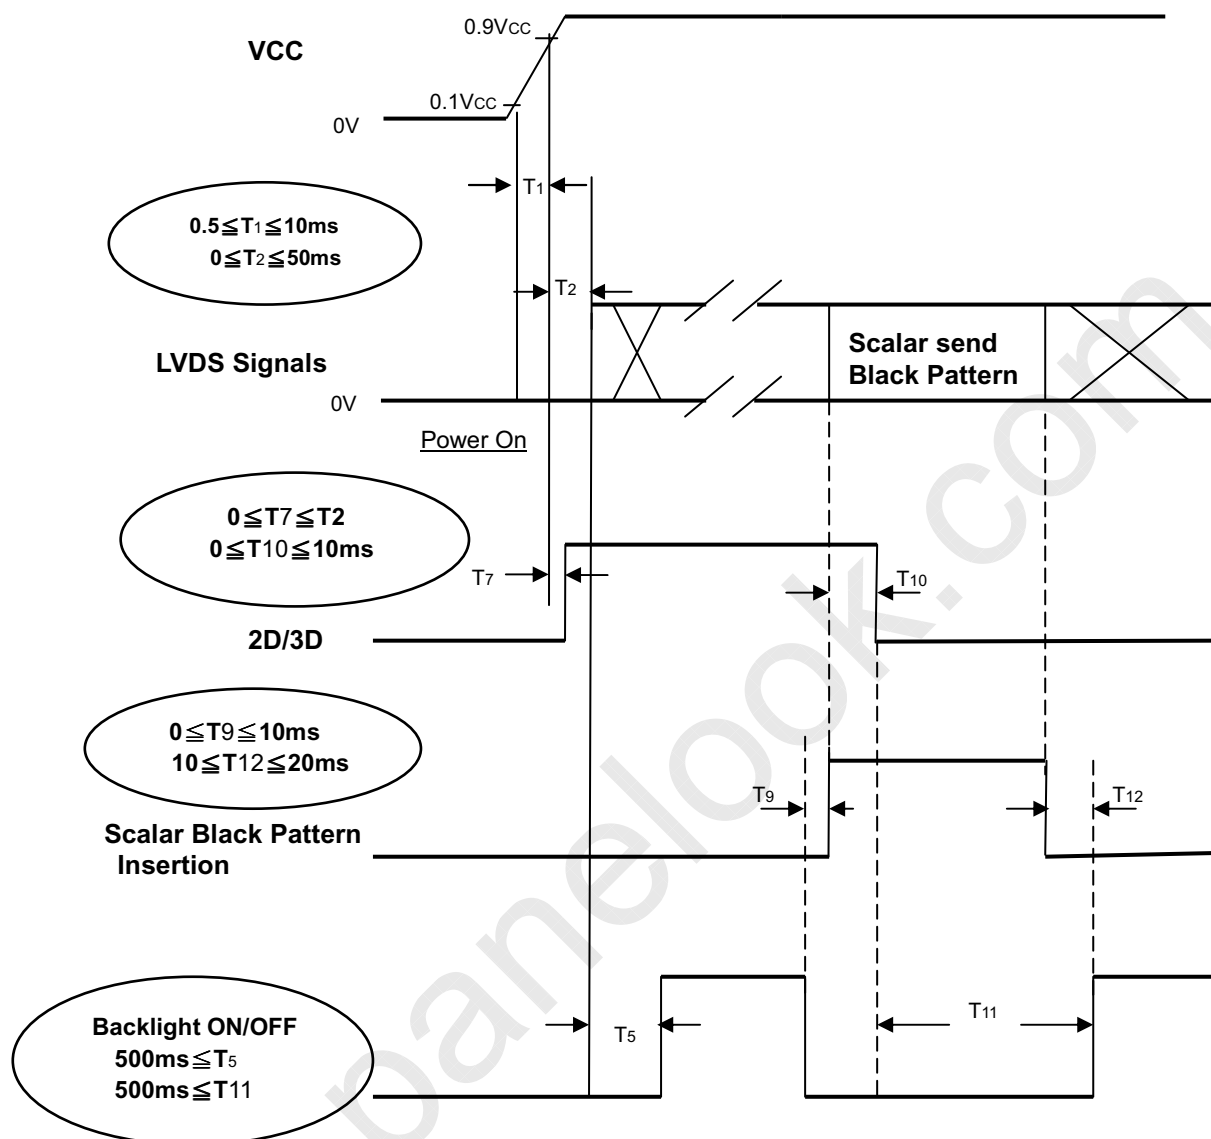 0.9VCC
VCC
0.1VCC
0V
T1
0.5≦T1≦10ms
0≦T2≦50ms
T2
LVDS Signals
Scalar send
Black Pattern
0V
Power On
0≦T7≦T2
0≦T10≦10ms
T7
T10
2D/3D
0≦T9≦10ms
10≦T12≦20ms
T9
T12
Scalar Black Pattern
Insertion
Backlight ON/OFF
500ms≦T5
500ms≦T11
T5
T11
panelook.com